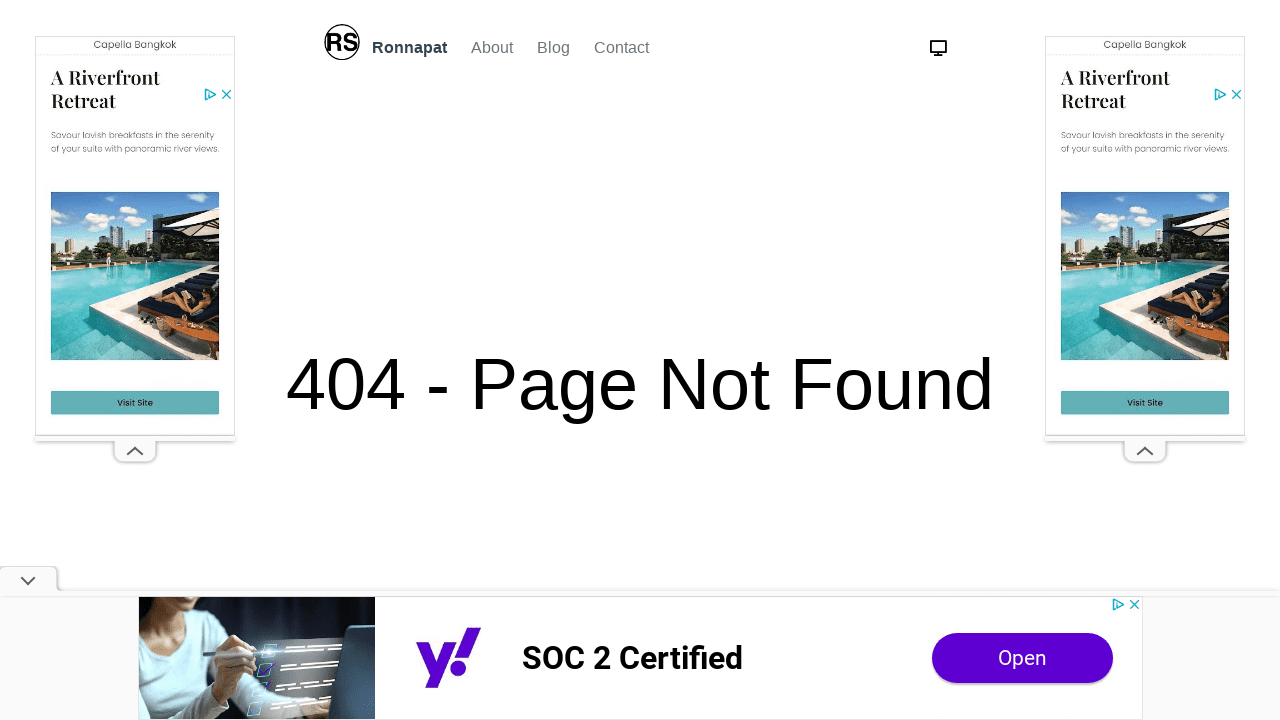 RS
Ronnapat
About
Blog
Contact
Capella Bangkok
A Riverfront
Retreat
Savour lavish breakfasts in the serenity
of your suite with panoramic river views.
Visit Site
Capella Bangkok
A Riverfront
Retreat
Savour lavish breakfasts in the serenity
of your suite with panoramic river views.
Visit Site
404 - Page Not Found
y!
SOC 2 Certified
Open